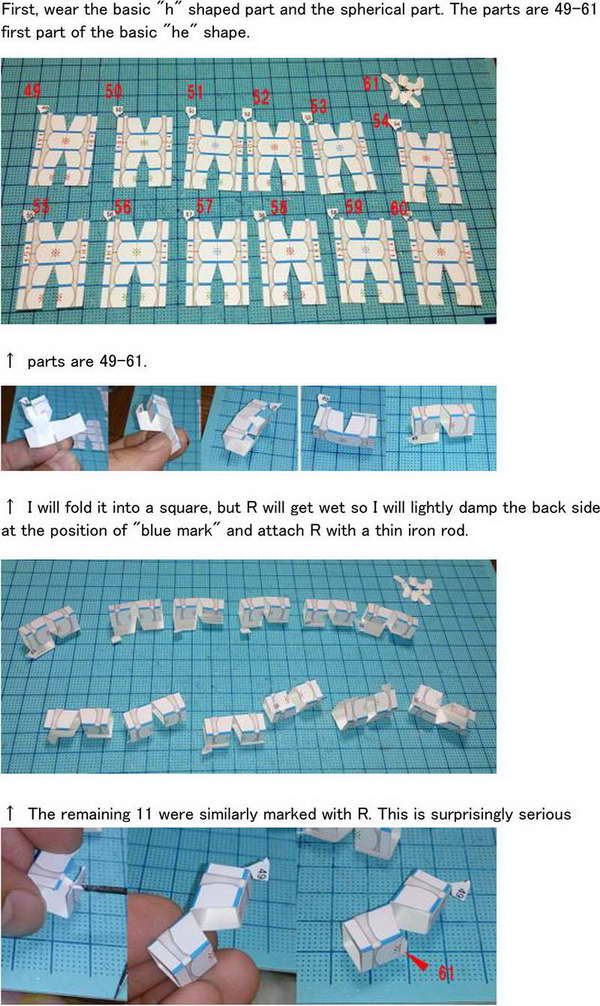 First, wear the basic "h" shaped part and the spherical part. The parts are 49-61
first part of the basic "he" shape.
49 50 51 52 53 54 61
55 56 57 58 59 60
↑ parts are 49-61.
↑ I will fold it into a square, but R will get wet so I will lightly damp the back side
at the position of "blue mark" and attach R with a thin iron rod.
↑ The remaining 11 were similarly marked with R. This is surprisingly serious
49
49
61